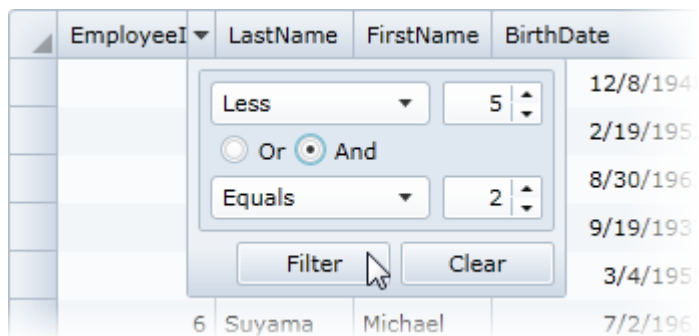 EmployeeI LastName FirstName BirthDate
Less 5
12/8/194
Or And
2/19/195
Equals 2
8/30/196
9/19/193
Filter Clear
3/4/195
6 Suyama Michael 7/2/196